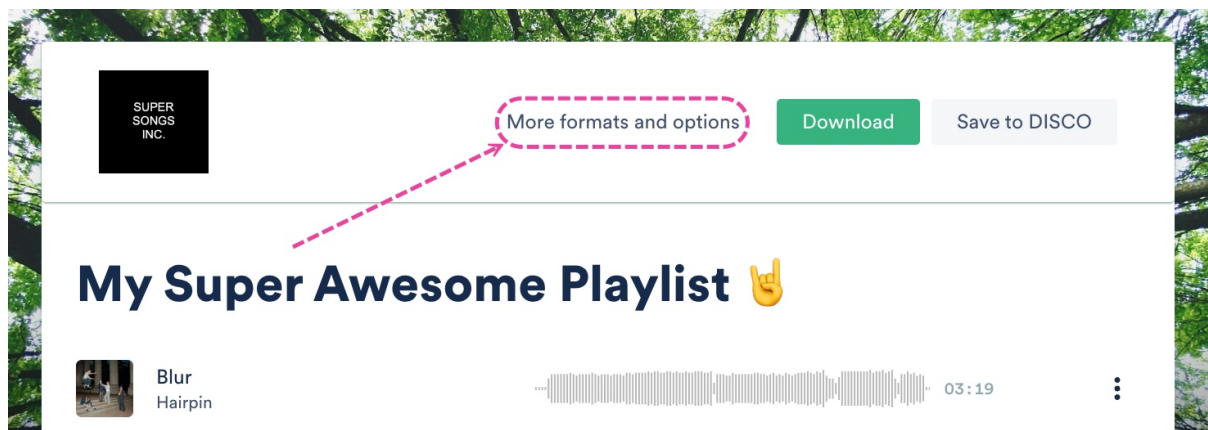 SUPER
SONGS
INC.
More formats and options
Download
Save to DISCO
My Super Awesome Playlist 🤘
Blur
Hairpin
03:19